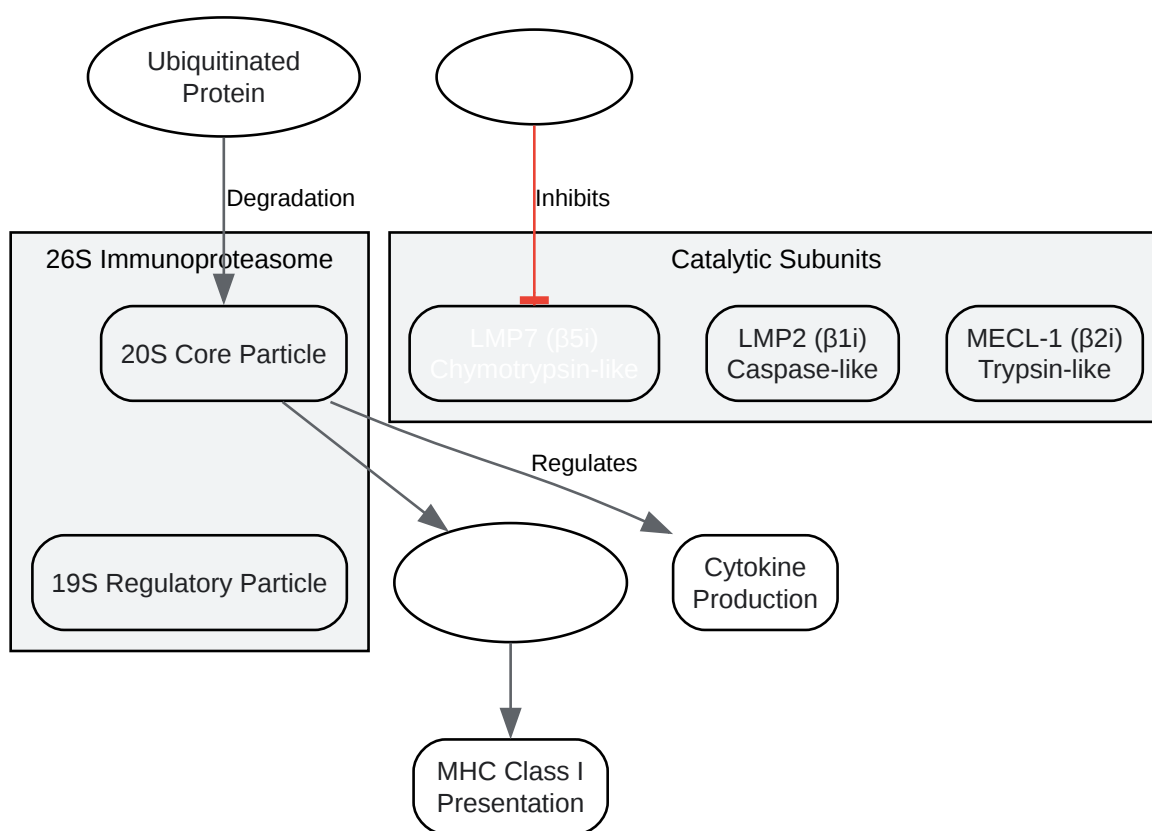 Ubiquitinated
Protein
Degradation
Inhibits
26S Immunoproteasome
Catalytic Subunits
20S Core Particle
LMP7 (β5i)
Chymotrypsin-like
LMP2 (β1i)
Caspase-like
MECL-1 (β2i)
Trypsin-like
Regulates
19S Regulatory Particle
Cytokine
Production
MHC Class I
Presentation